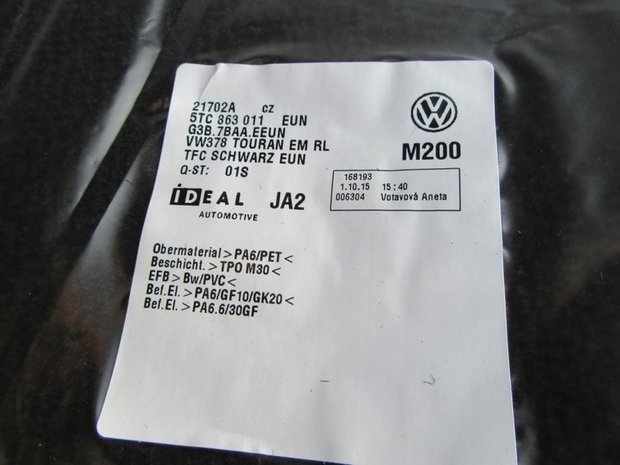 21702A CZ
5TC 863 011 EUN
G3B.7BAA.EEUN
VW378 TOURAN EM RL
TFC SCHWARZ EUN
Q-ST: 01S
M200
168193
1.10.15 15:40
006304 Votavová Aneta
IDEAL JA2
AUTOMOTIVE
Obermaterial>PA6/PET<
Beschicht.>TPO M30<
EFB>Bw/PVC<
Bef.El.>PA6/GF10/GK20<
Bef.El.>PA6.6/30GF